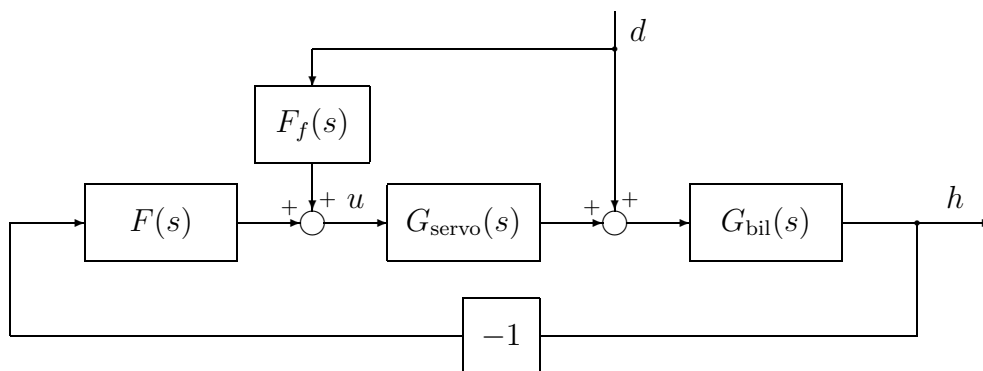 d
F_f(s)
+ + u + +
F(s) G_servo(s) G_bil(s) h
−1